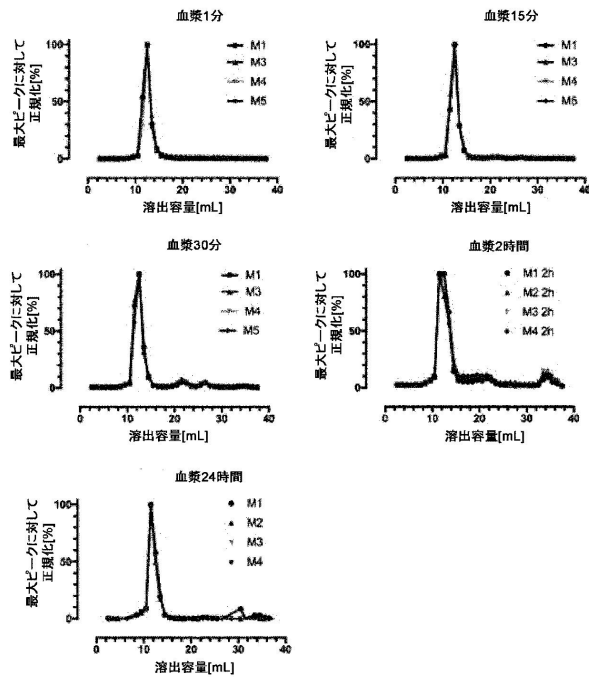 血漿1分
最大ピークに対して
正規化[%]
100
50
0
0 10 20 30 40
溶出容量[mL]
M1
M3
M4
M5
血漿15分
最大ピークに対して
正規化[%]
100
50
0
0 10 20 30 40
溶出容量[mL]
M1
M3
M4
M5
血漿30分
最大ピークに対して
正規化[%]
100
50
0
0 10 20 30 40
溶出容量[mL]
M1
M3
M4
M5
血漿2時間
最大ピークに対して
正規化[%]
100
50
0
0 10 20 30 40
溶出容量[mL]
M1 2h
M2 2h
M3 2h
M4 2h
血漿24時間
最大ピークに対して
正規化[%]
100
50
0
0 10 20 30 40
溶出容量[mL]
M1
M2
M3
M4